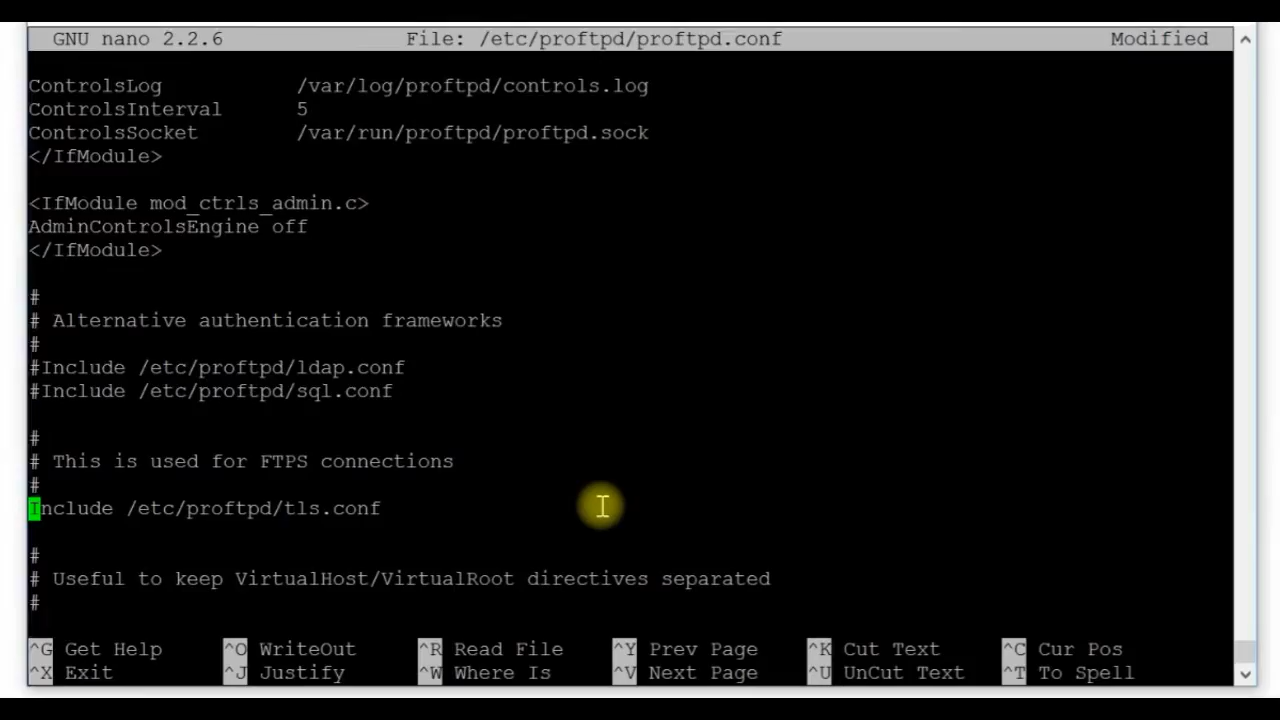 GNU nano 2.2.6 File: /etc/proftpd/proftpd.conf Modified
ControlsLog /var/log/proftpd/controls.log
ControlsInterval 5
ControlsSocket /var/run/proftpd/proftpd.sock
</IfModule>
<IfModule mod_ctrls_admin.c>
AdminControlsEngine off
</IfModule>
#
# Alternative authentication frameworks
#
#Include /etc/proftpd/ldap.conf
#Include /etc/proftpd/sql.conf
#
# This is used for FTPS connections
#
Include /etc/proftpd/tls.conf
#
# Useful to keep VirtualHost/VirtualRoot directives separated
#
^G Get Help ^O WriteOut ^R Read File ^Y Prev Page ^K Cut Text ^C Cur Pos
^X Exit ^J Justify ^W Where Is ^V Next Page ^U UnCut Text ^T To Spell